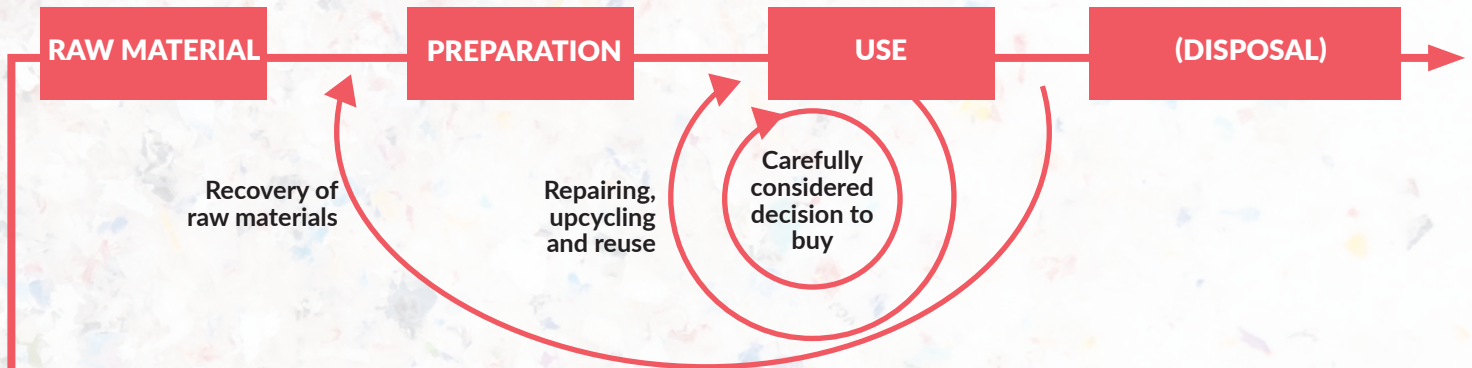 RAW MATERIAL
PREPARATION
USE
(DISPOSAL)
Recovery of
raw materials
Repairing,
upcycling
and reuse
Carefully
considered
decision to
buy